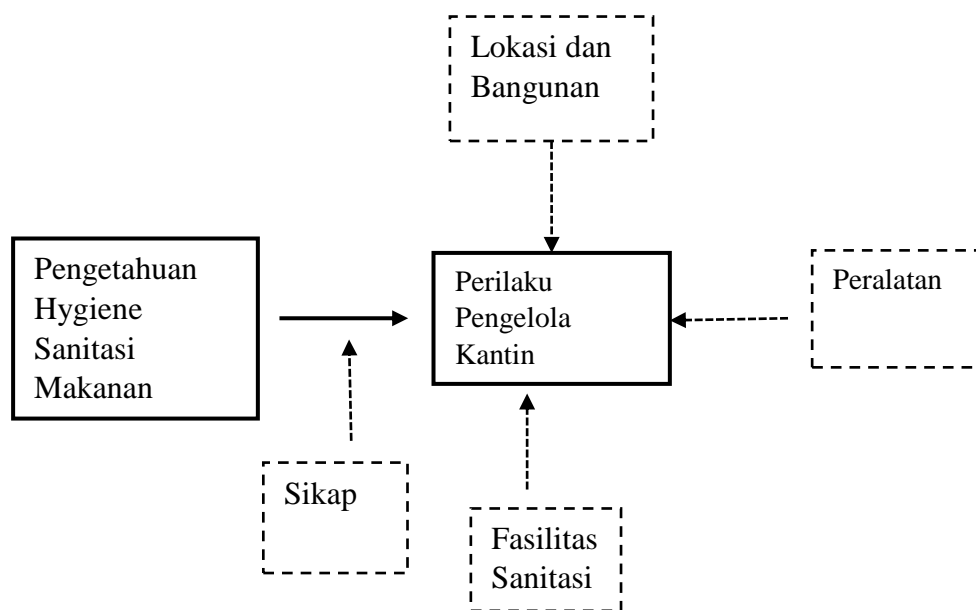 Lokasi dan
Bangunan
Pengetahuan
Hygiene
Sanitasi
Makanan
Perilaku
Pengelola
Kantin
Peralatan
Sikap
Fasilitas
Sanitasi